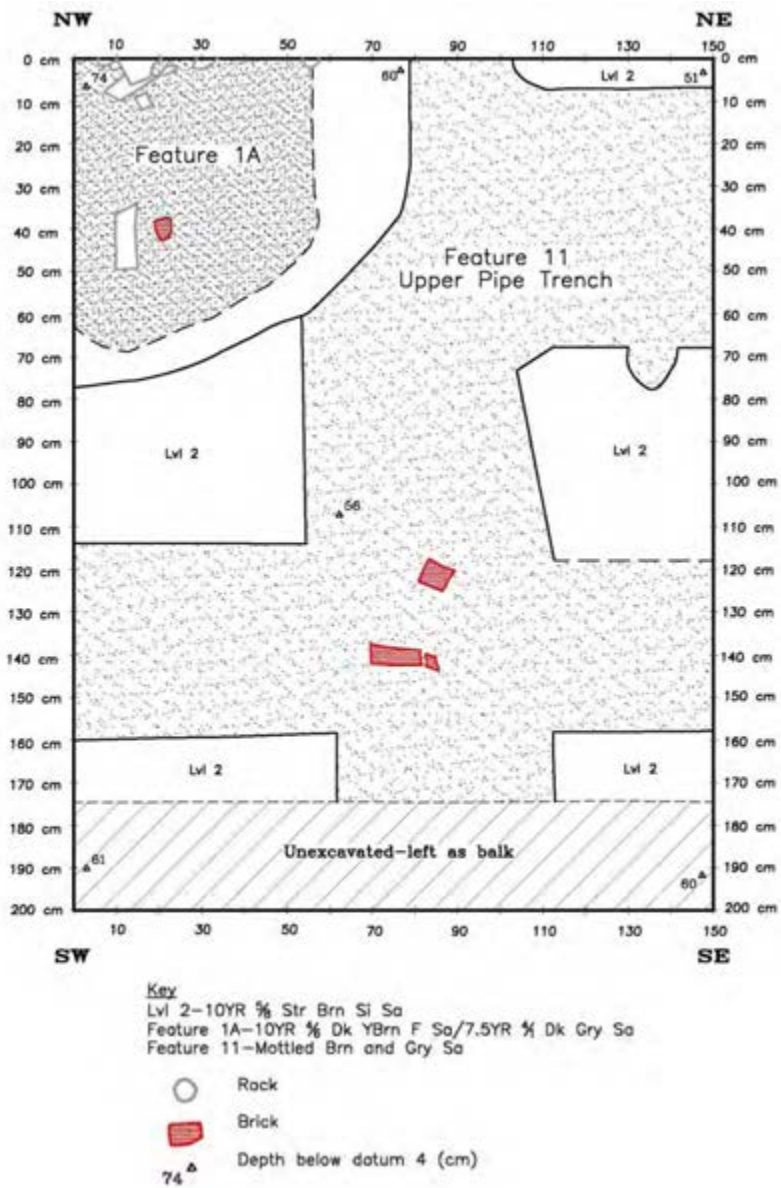 NW NE
10 30 50 70 90 110 130 150
0 cm 0 cm
74 60 Lvl 2 51
10 cm 10 cm
20 cm 20 cm
Feature 1A
30 cm 30 cm
40 cm 40 cm
Feature 11
50 cm 50 cm
Upper Pipe Trench
60 cm 60 cm
70 cm 70 cm
80 cm 80 cm
90 cm Lvl 2 Lvl 2 90 cm
100 cm 100 cm
56
110 cm 110 cm
120 cm 120 cm
130 cm 130 cm
140 cm 140 cm
150 cm 150 cm
160 cm 160 cm
Lvl 2 Lvl 2
170 cm 170 cm
180 cm 180 cm
Unexcavated-left as balk
190 cm 61 60 190 cm
200 cm 200 cm
10 30 50 70 90 110 130 150
SW SE
Key
Lvl 2-10YR Str Brn Si Sa
Feature 1A-10YR Dk YBrn F Sa/7.5YR Dk Gry Sa
Feature 11-Mottled Brn and Gry Sa
Rock
Brick
74 Depth below datum 4 (cm)